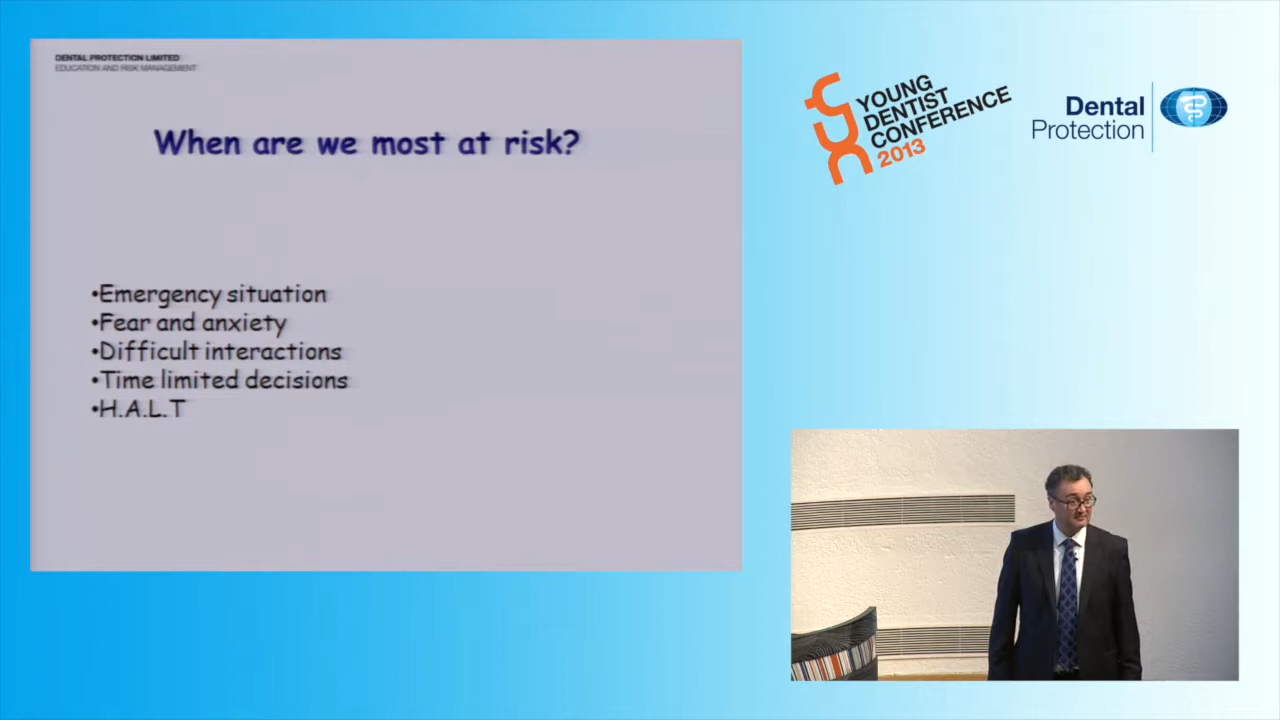 DENTAL PROTECTION LIMITED
EDUCATION AND RISK MANAGEMENT
When are we most at risk?
•Emergency situation
•Fear and anxiety
•Difficult interactions
•Time limited decisions
•H.A.L.T
YOUNG
DENTIST
CONFERENCE
2013
Dental
Protection